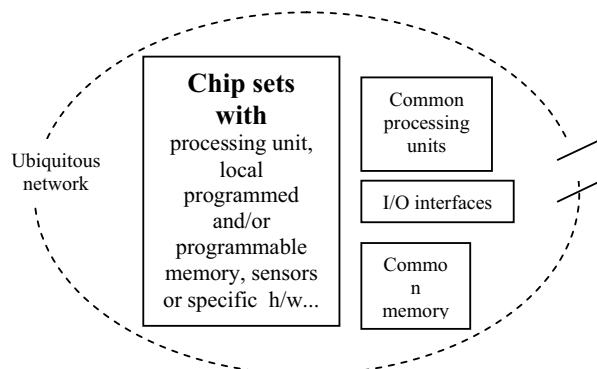 Ubiquitous
network
Chip sets
with
processing unit,
local
programmed
and/or
programmable
memory, sensors
or specific h/w...
Common
processing
units
I/O interfaces
Commo
n
memory